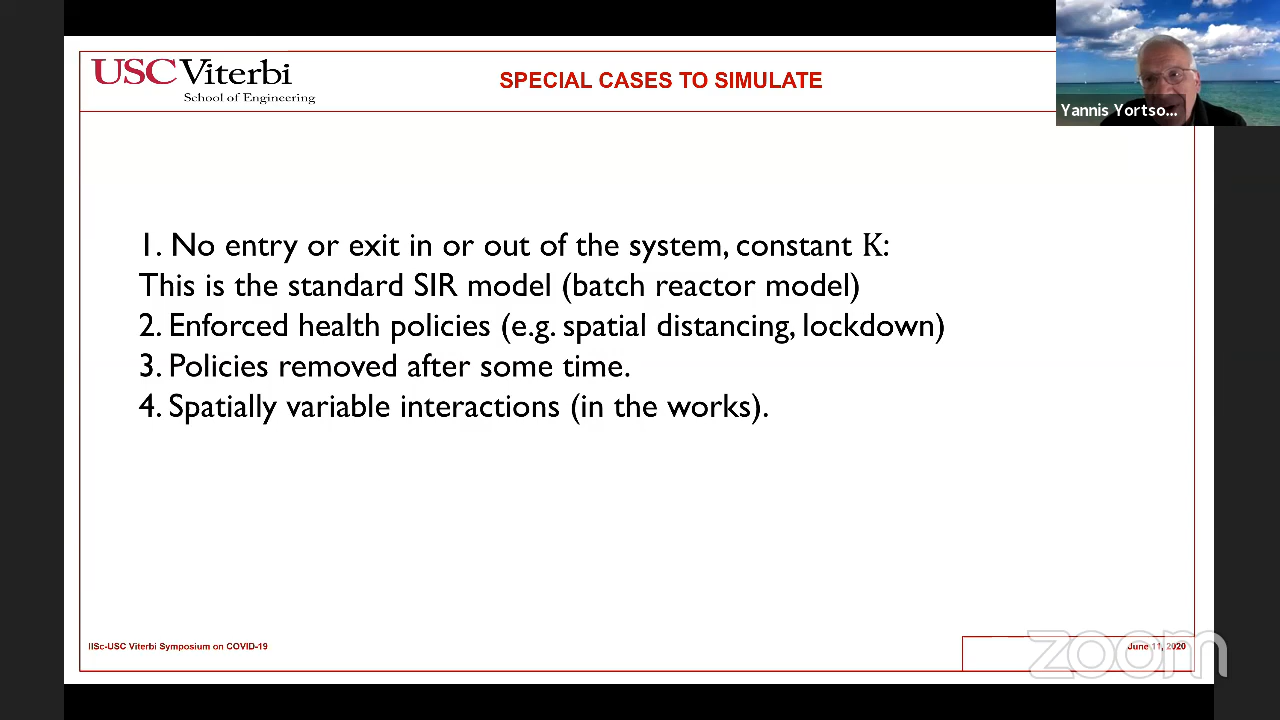 USC Viterbi
School of Engineering
SPECIAL CASES TO SIMULATE
Yannis Yortso...
1. No entry or exit in or out of the system, constant K:
This is the standard SIR model (batch reactor model)
2. Enforced health policies (e.g. spatial distancing, lockdown)
3. Policies removed after some time.
4. Spatially variable interactions (in the works).
IISc-USC Viterbi Symposium on COVID-19
June 11, 2020
zoom